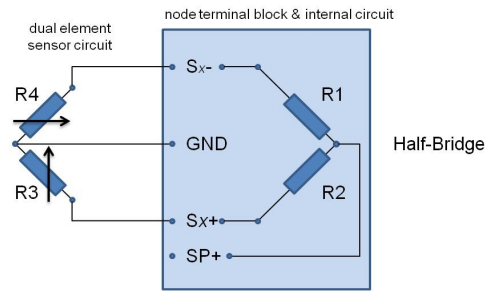 node terminal block & internal circuit
dual element
sensor circuit
Sx-
R4
R1
GND
Half-Bridge
R3
R2
Sx+
SP+